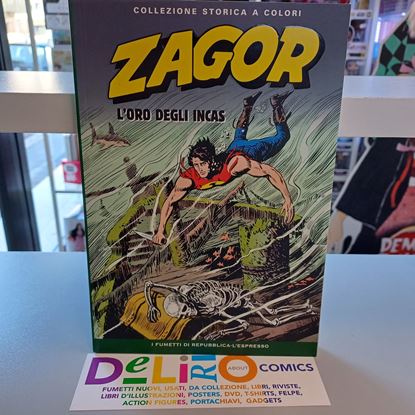 COLLEZIONE STORICA A COLORI
ZAGOR
L'ORO DEGLI INCAS
I FUMETTI DI REPUBBLICA-L'ESPRESSO
DELIRIO ABOUT COMICS
FUMETTI NUOVI, USATI, DA COLLEZIONE, LIBRI, RIVISTE,
LIBRI D'ILLUSTRAZIONI, POSTERS, DVD, T-SHIRTS, FELPE,
ACTION FIGURES, PORTACHIAVI, GADGETS